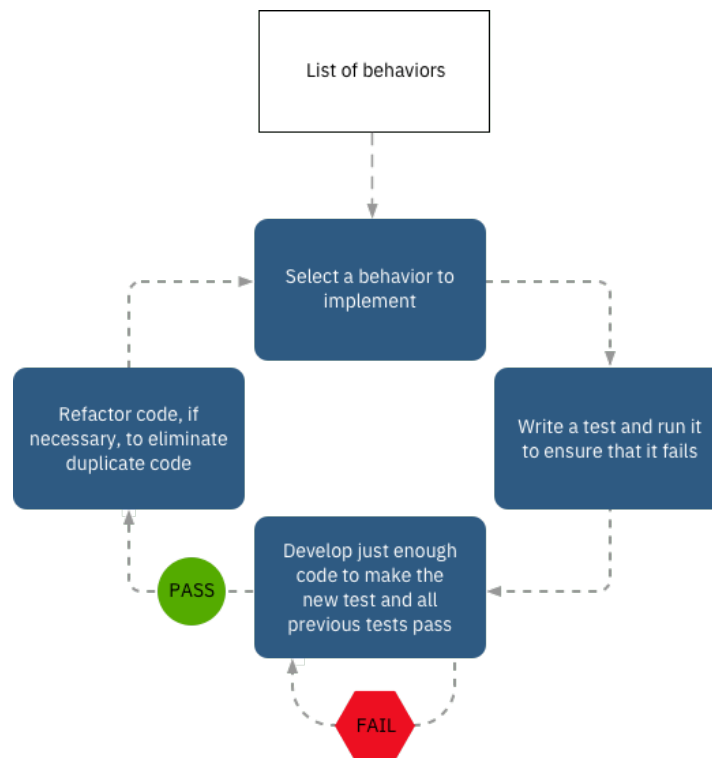 List of behaviors
Select a behavior to
implement
Refactor code, if
necessary, to eliminate
duplicate code
Write a test and run it
to ensure that it fails
Develop just enough
code to make the
new test and all
previous tests pass
PASS
FAIL